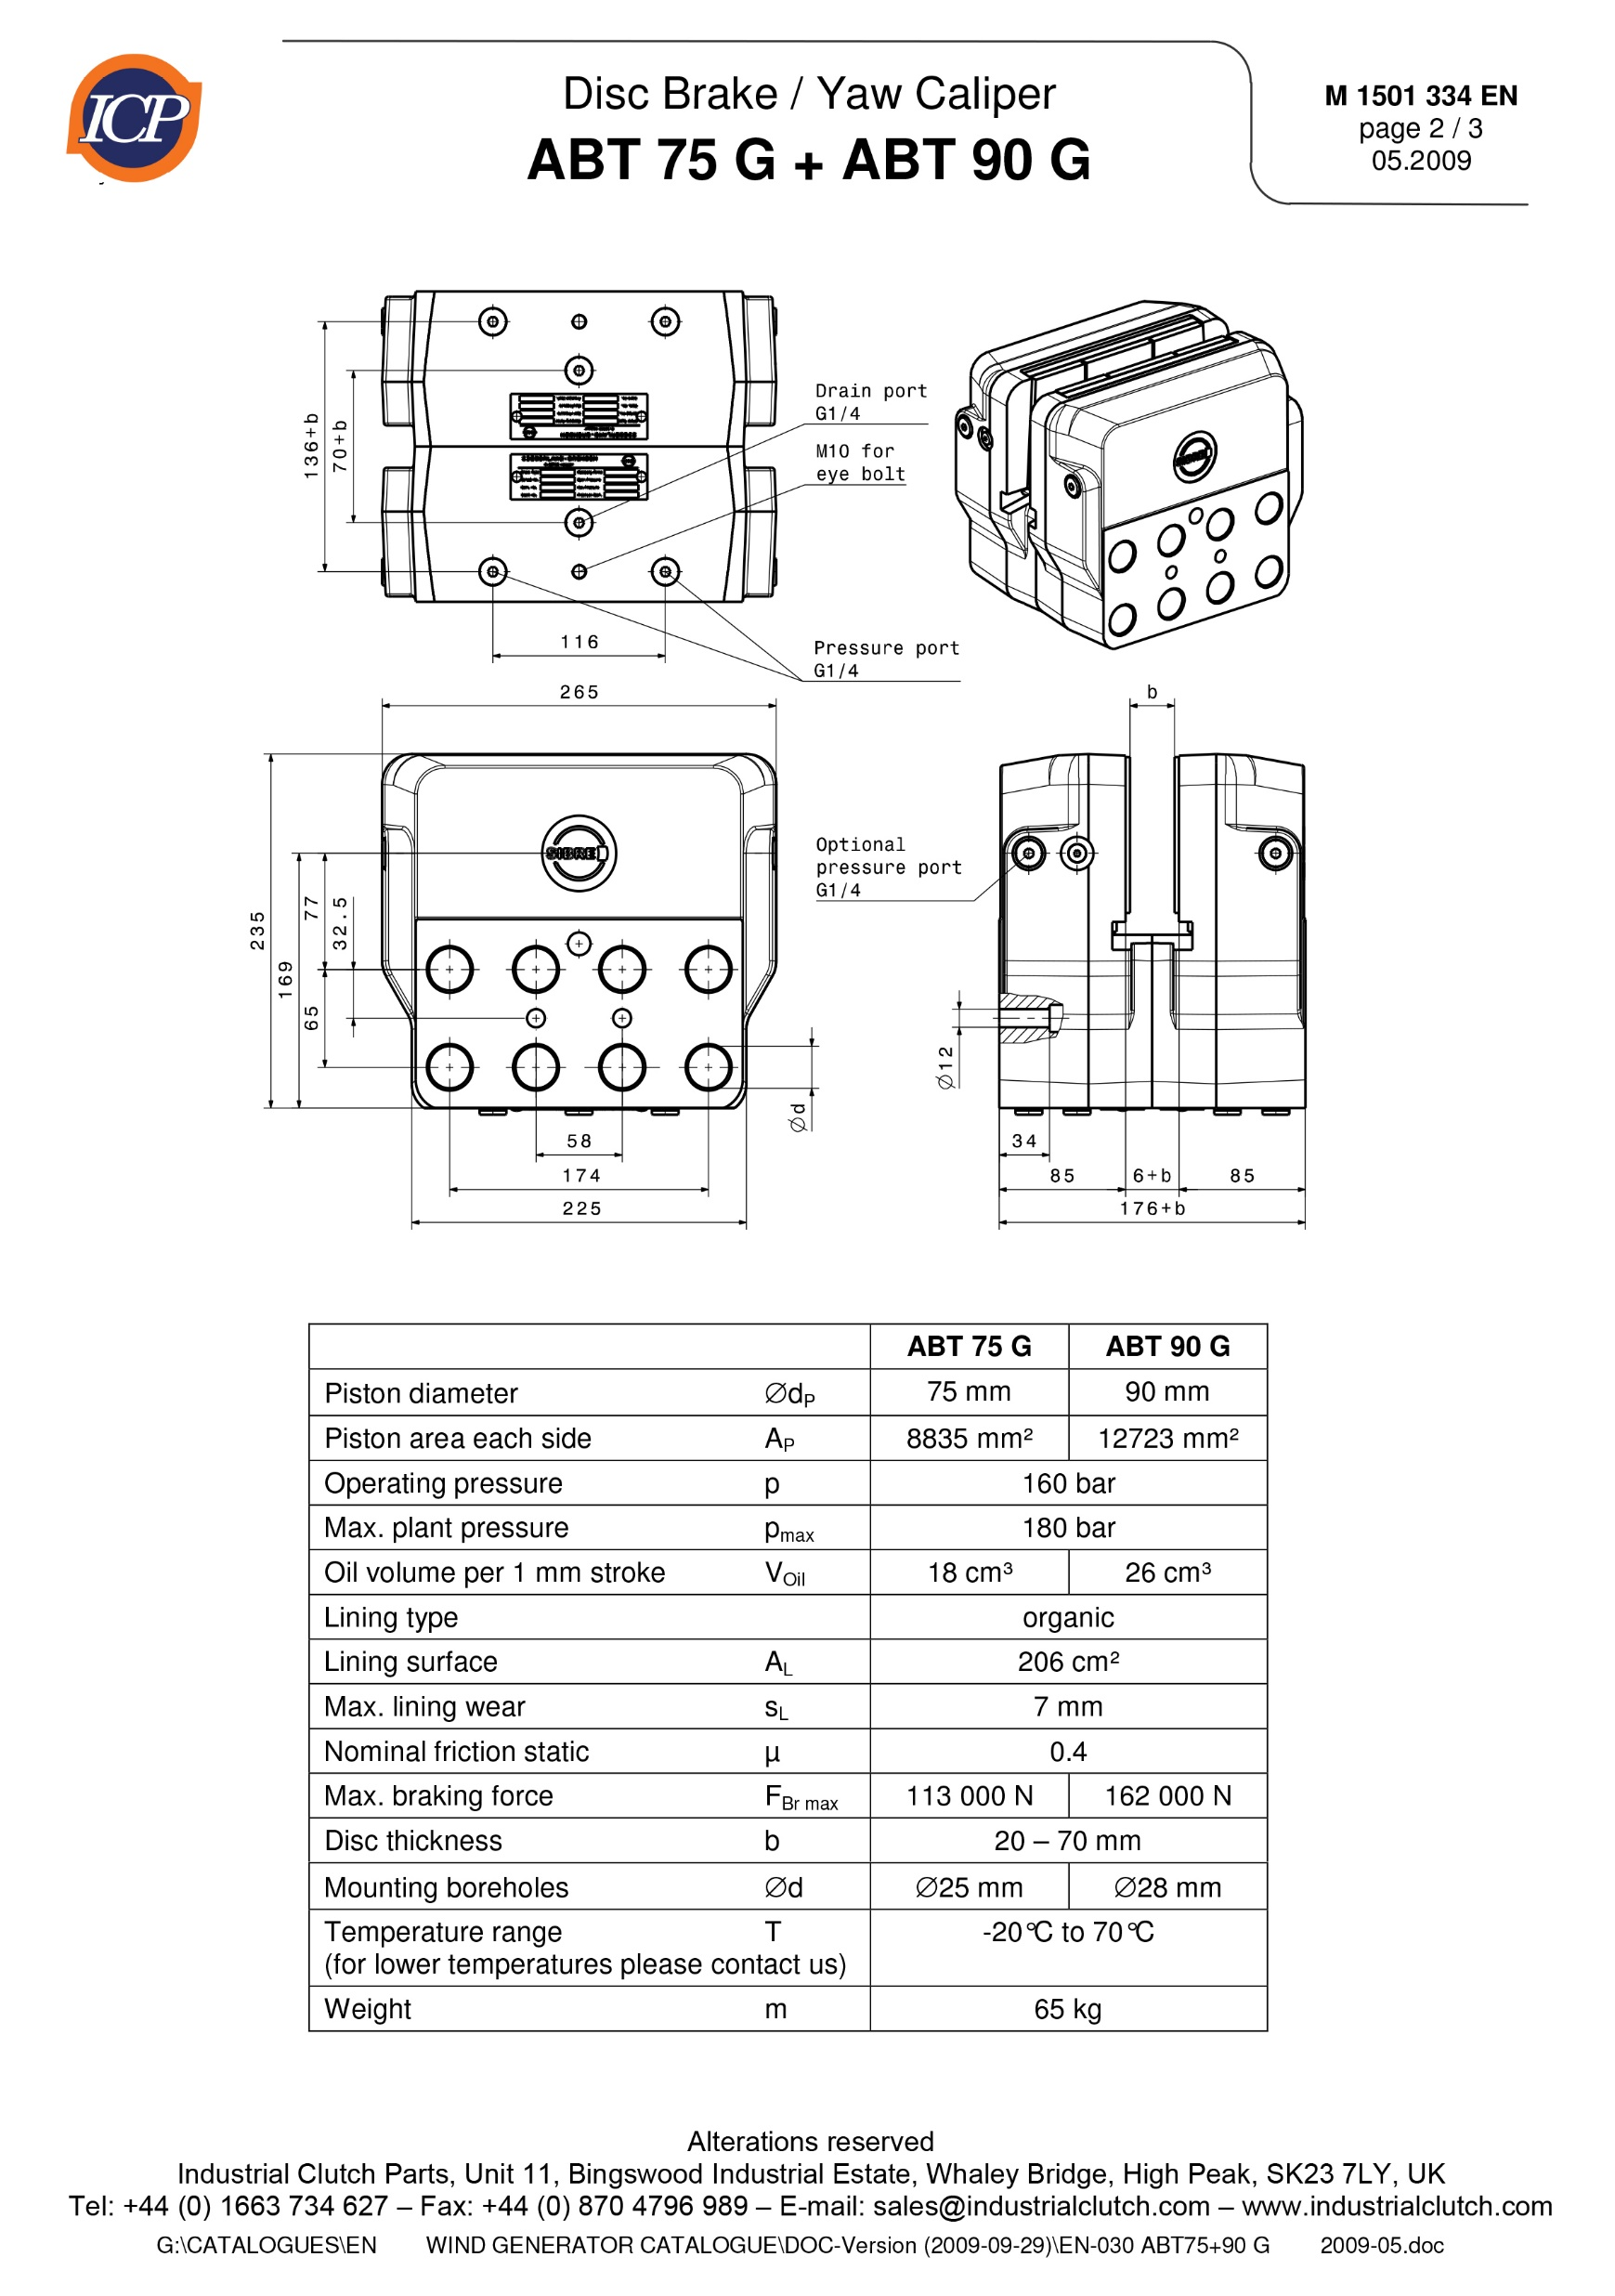 ICP
Disc Brake / Yaw Caliper
ABT 75 G + ABT 90 G
M 1501 334 EN
page 2 / 3
05.2009
136+b
70+b
116
Drain port
G1/4
M10 for
eye bolt
Pressure port
G1/4
265
235
169
77
32.5
65
SIBRE
58
174
225
Ød
Optional
pressure port
G1/4
b
Ø12
34
85
6+b
85
176+b
SIBRE
ABT 75 G ABT 90 G
Piston diameter ØdP 75 mm 90 mm
Piston area each side AP 8835 mm² 12723 mm²
Operating pressure p 160 bar
Max. plant pressure pmax 180 bar
Oil volume per 1 mm stroke VOil 18 cm³ 26 cm³
Lining type organic
Lining surface AL 206 cm²
Max. lining wear sL 7 mm
Nominal friction static µ 0.4
Max. braking force FBr max 113 000 N 162 000 N
Disc thickness b 20 – 70 mm
Mounting boreholes Ød Ø25 mm Ø28 mm
Temperature range T -20°C to 70°C
(for lower temperatures please contact us)
Weight m 65 kg
Alterations reserved
Industrial Clutch Parts, Unit 11, Bingswood Industrial Estate, Whaley Bridge, High Peak, SK23 7LY, UK
Tel: +44 (0) 1663 734 627 – Fax: +44 (0) 870 4796 989 – E-mail: sales@industrialclutch.com – www.industrialclutch.com
G:\CATALOGUES\EN WIND GENERATOR CATALOGUE\DOC-Version (2009-09-29)\EN-030 ABT75+90 G 2009-05.doc